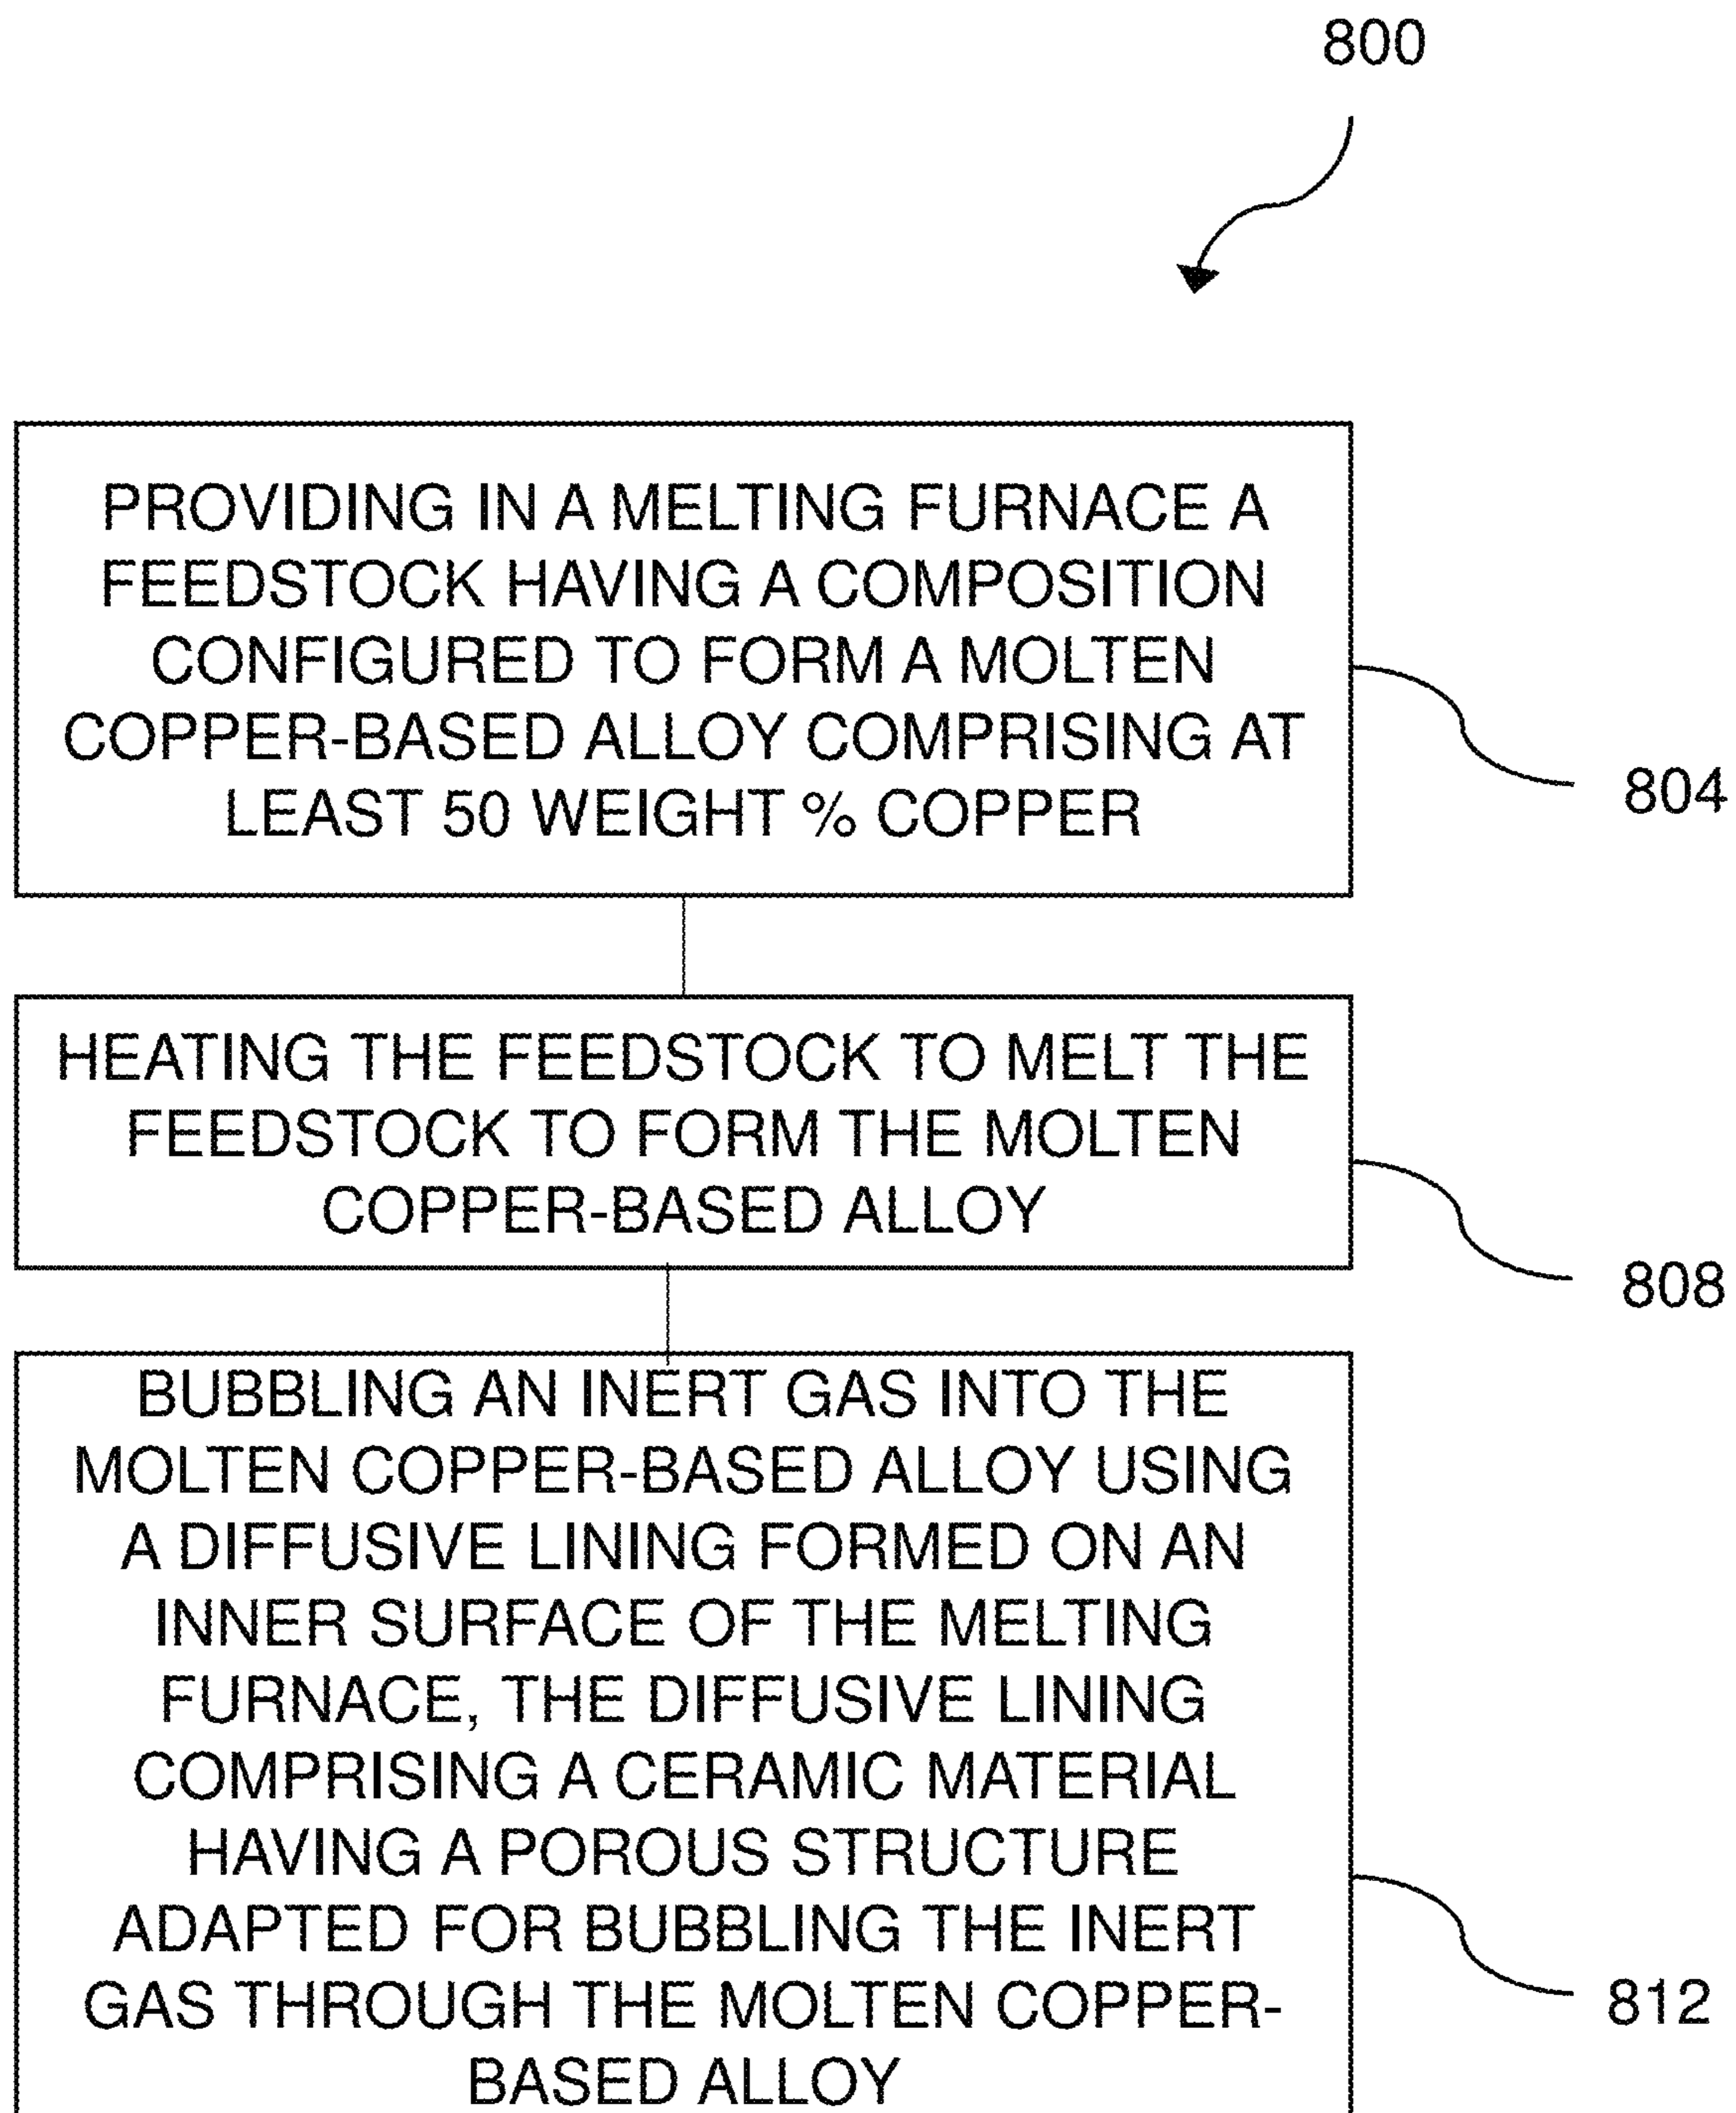 800
PROVIDING IN A MELTING FURNACE A
FEEDSTOCK HAVING A COMPOSITION
CONFIGURED TO FORM A MOLTEN
COPPER-BASED ALLOY COMPRISING AT
LEAST 50 WEIGHT % COPPER
804
HEATING THE FEEDSTOCK TO MELT THE
FEEDSTOCK TO FORM THE MOLTEN
COPPER-BASED ALLOY
808
BUBBLING AN INERT GAS INTO THE
MOLTEN COPPER-BASED ALLOY USING
A DIFFUSIVE LINING FORMED ON AN
INNER SURFACE OF THE MELTING
FURNACE, THE DIFFUSIVE LINING
COMPRISING A CERAMIC MATERIAL
HAVING A POROUS STRUCTURE
ADAPTED FOR BUBBLING THE INERT
GAS THROUGH THE MOLTEN COPPER-
BASED ALLOY
812